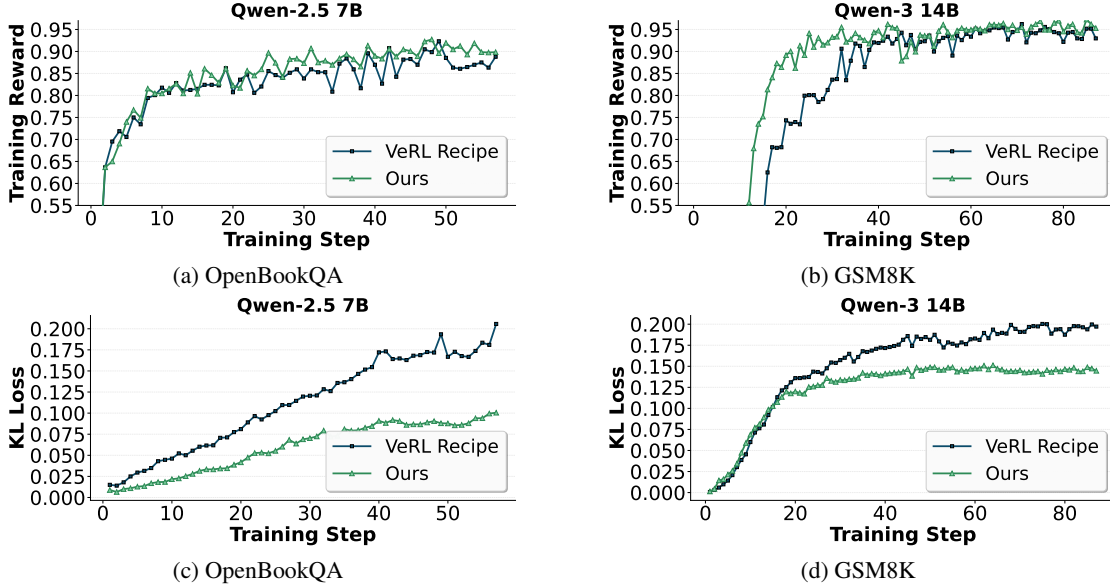 Qwen-2.5 7B
Training Reward
0.95
0.90
0.85
0.80
0.75
0.70
0.65
0.60
0.55
VeRL Recipe
Ours
0 10 20 30 40 50
Training Step
(a) OpenBookQA
Qwen-3 14B
Training Reward
0.95
0.90
0.85
0.80
0.75
0.70
0.65
0.60
0.55
VeRL Recipe
Ours
0 20 40 60 80
Training Step
(b) GSM8K
Qwen-2.5 7B
KL Loss
0.200
0.175
0.150
0.125
0.100
0.075
0.050
0.025
0.000
VeRL Recipe
Ours
0 10 20 30 40 50
Training Step
(c) OpenBookQA
Qwen-3 14B
KL Loss
0.200
0.175
0.150
0.125
0.100
0.075
0.050
0.025
0.000
VeRL Recipe
Ours
0 20 40 60 80
Training Step
(d) GSM8K